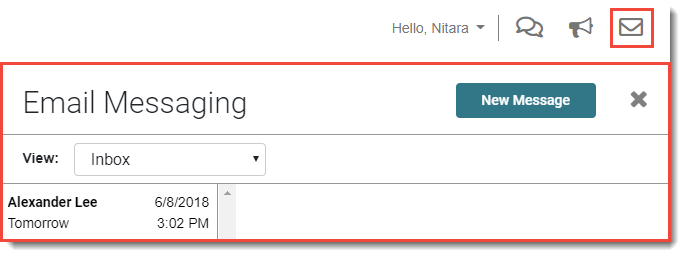 Hello, Nitara
Email Messaging
New Message
View:
Inbox
Alexander Lee 6/8/2018
Tomorrow 3:02 PM